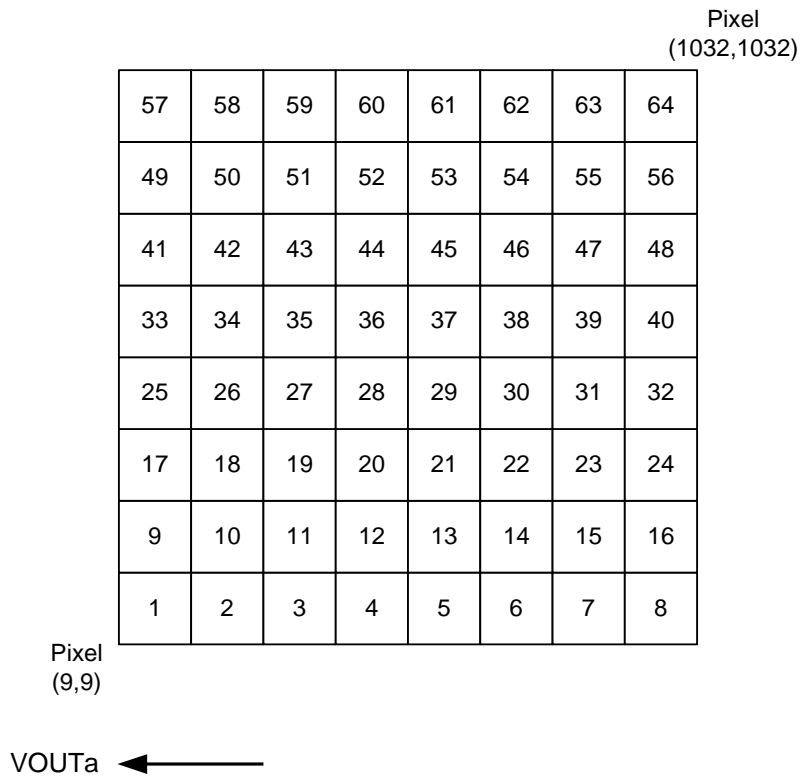 Pixel
(1032,1032)
57 58 59 60 61 62 63 64
49 50 51 52 53 54 55 56
41 42 43 44 45 46 47 48
33 34 35 36 37 38 39 40
25 26 27 28 29 30 31 32
17 18 19 20 21 22 23 24
9 10 11 12 13 14 15 16
1 2 3 4 5 6 7 8
Pixel
(9,9)
VOUTa